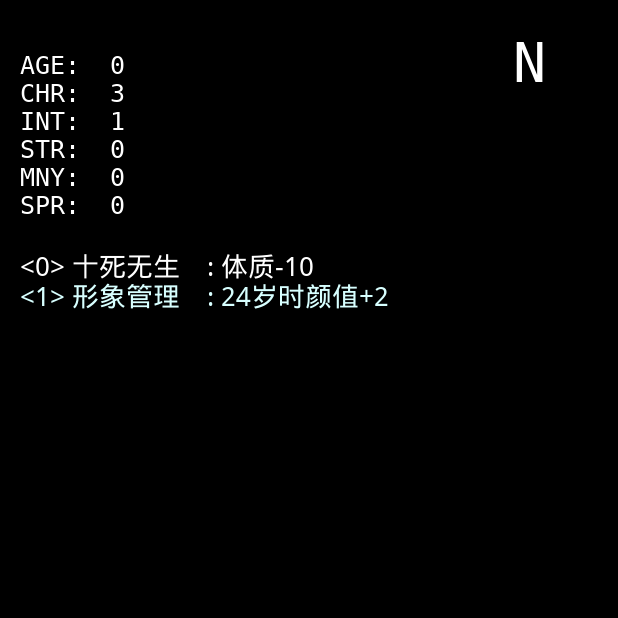 N
AGE: 0
CHR: 3
INT: 1
STR: 0
MNY: 0
SPR: 0
<0> 十死无生 : 体质-10
<1> 形象管理 : 24岁时颜值+2